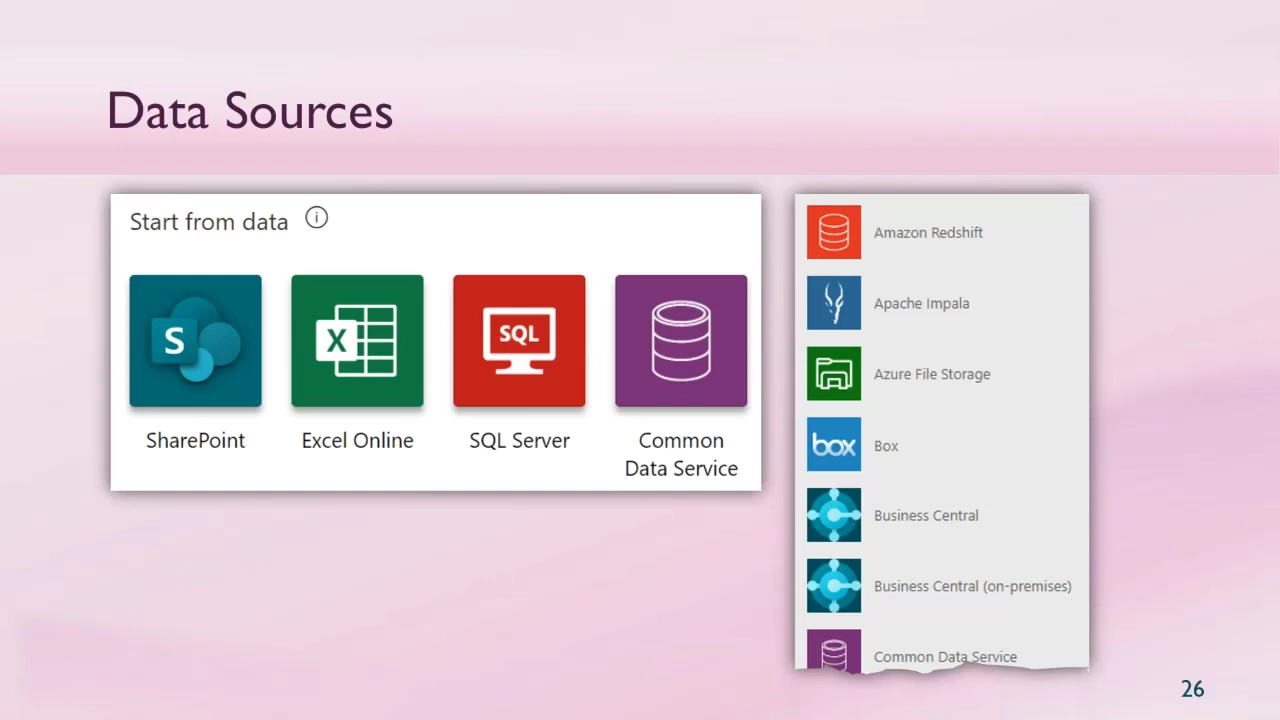 Data Sources
Start from data
S
SharePoint
X
Excel Online
SQL
SQL Server
Common
Data Service
Amazon Redshift
Apache Impala
Azure File Storage
box
Box
Business Central
Business Central (on-premises)
Common Data Service
26